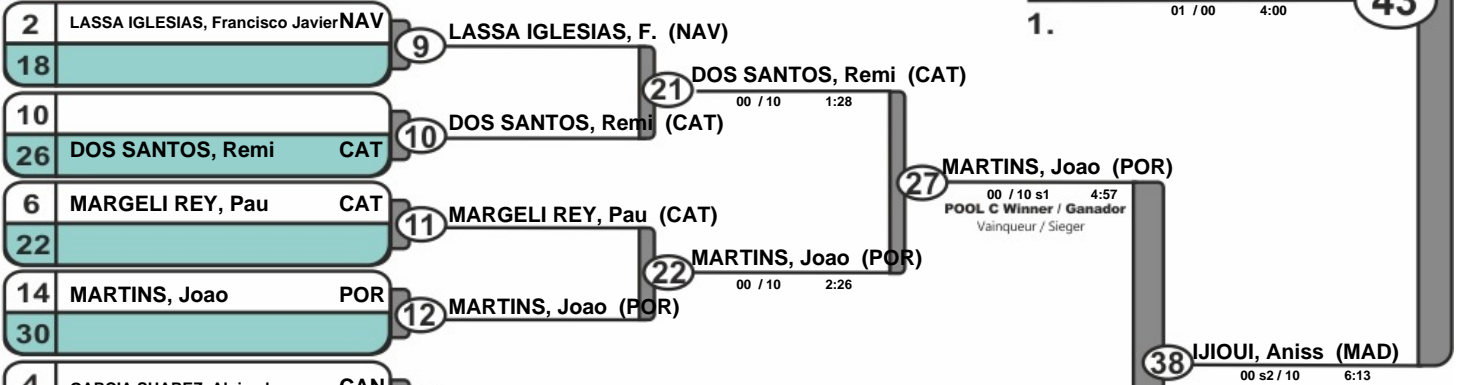 2 LASSA IGLESIAS, Francisco Javier NAV
18
9 LASSA IGLESIAS, F. (NAV)
10
26 DOS SANTOS, Remi CAT
10 DOS SANTOS, Remi (CAT)
21 DOS SANTOS, Remi (CAT)
00 / 10 1:28
6 MARGELI REY, Pau CAT
22
11 MARGELI REY, Pau (CAT)
14 MARTINS, Joao POR
30
12 MARTINS, Joao (POR)
22 MARTINS, Joao (POR)
00 / 10 2:26
27 MARTINS, Joao (POR)
00 / 10 s1 4:57
POOL C Winner / Ganador
Vainqueur / Sieger
01 / 00 4:00
1.
43
38 IJIOUI, Aniss (MAD)
00 s2 / 10 6:13
4 CAN